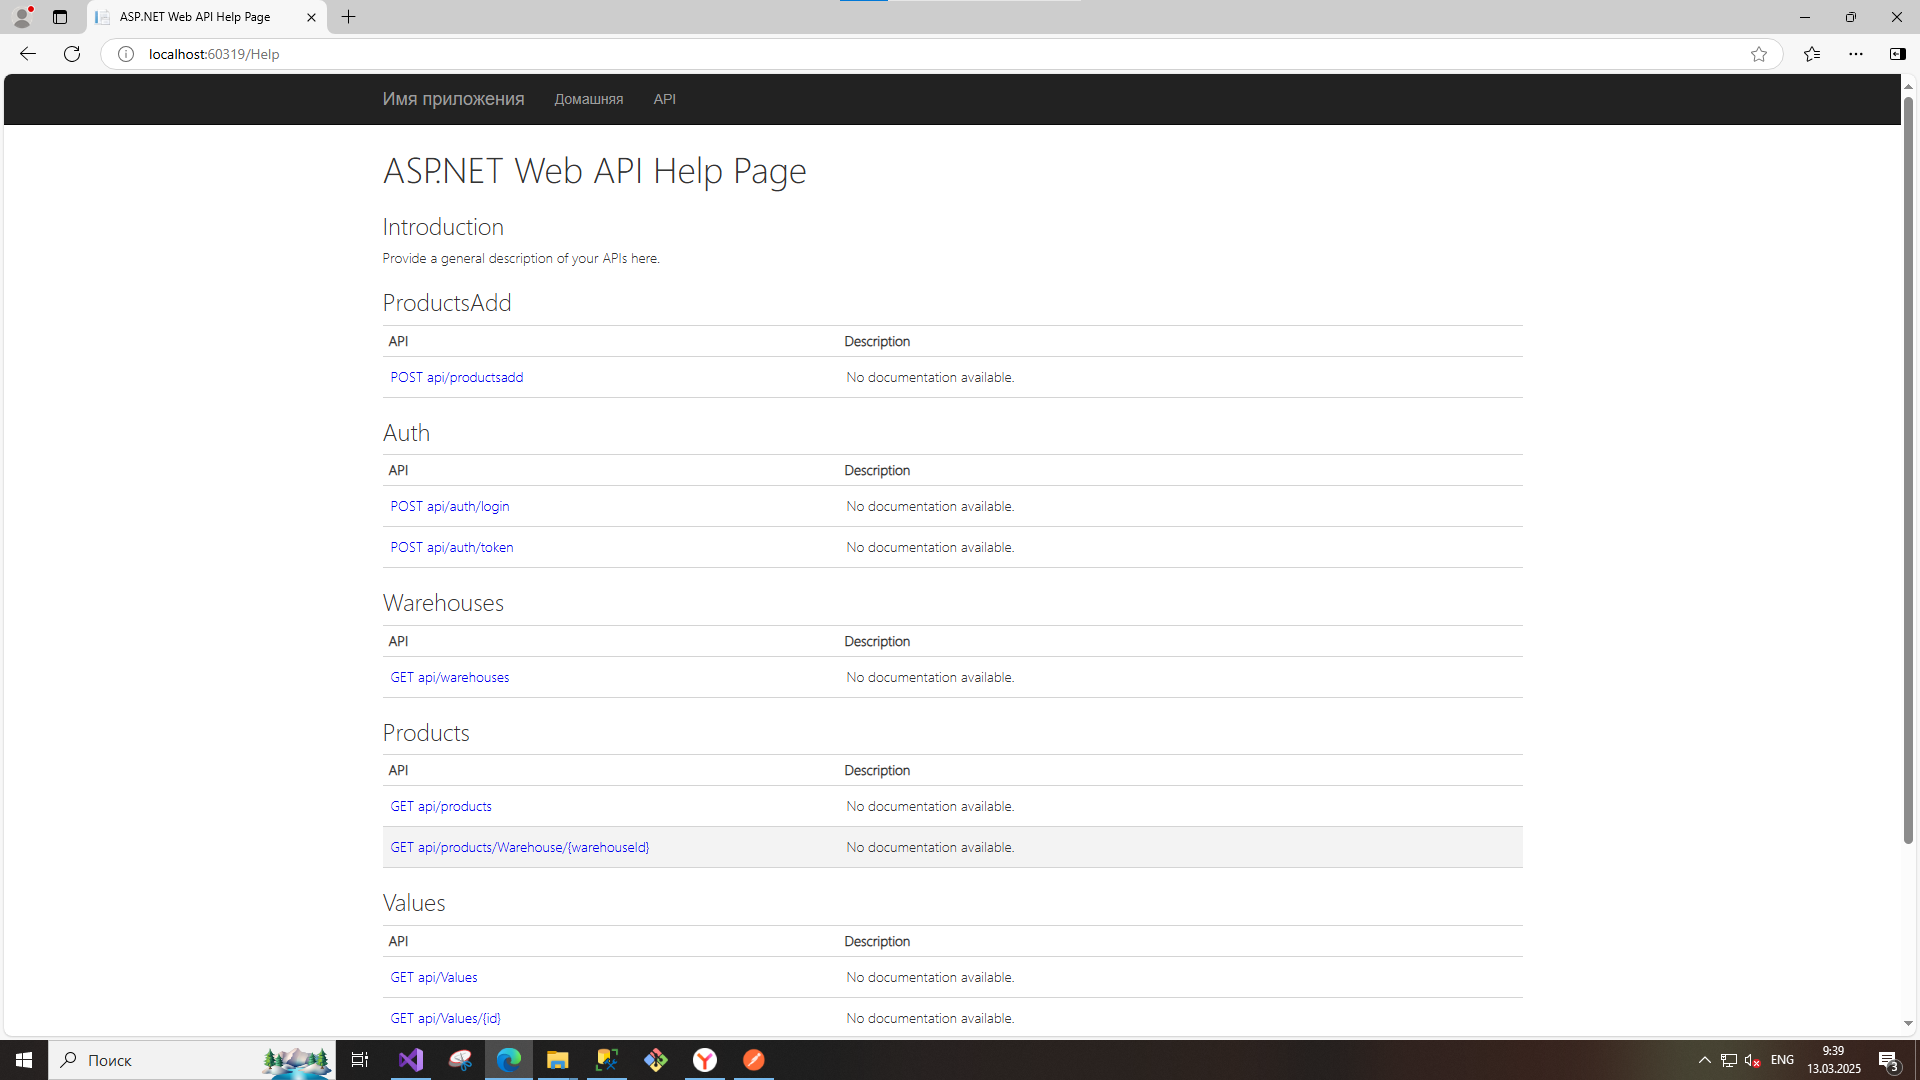 ASP.NET Web API Help Page
localhost:60319/Help
Имя приложения Домашняя API
ASP.NET Web API Help Page
Introduction
Provide a general description of your APIs here.
ProductsAdd
API Description
POST api/productsadd No documentation available.
Auth
API Description
POST api/auth/login No documentation available.
POST api/auth/token No documentation available.
Warehouses
API Description
GET api/warehouses No documentation available.
Products
API Description
GET api/products No documentation available.
GET api/products/Warehouse/{warehouseId} No documentation available.
Values
API Description
GET api/Values No documentation available.
GET api/Values/{id} No documentation available.
Поиск
ENG
9:39
13.03.2025
3